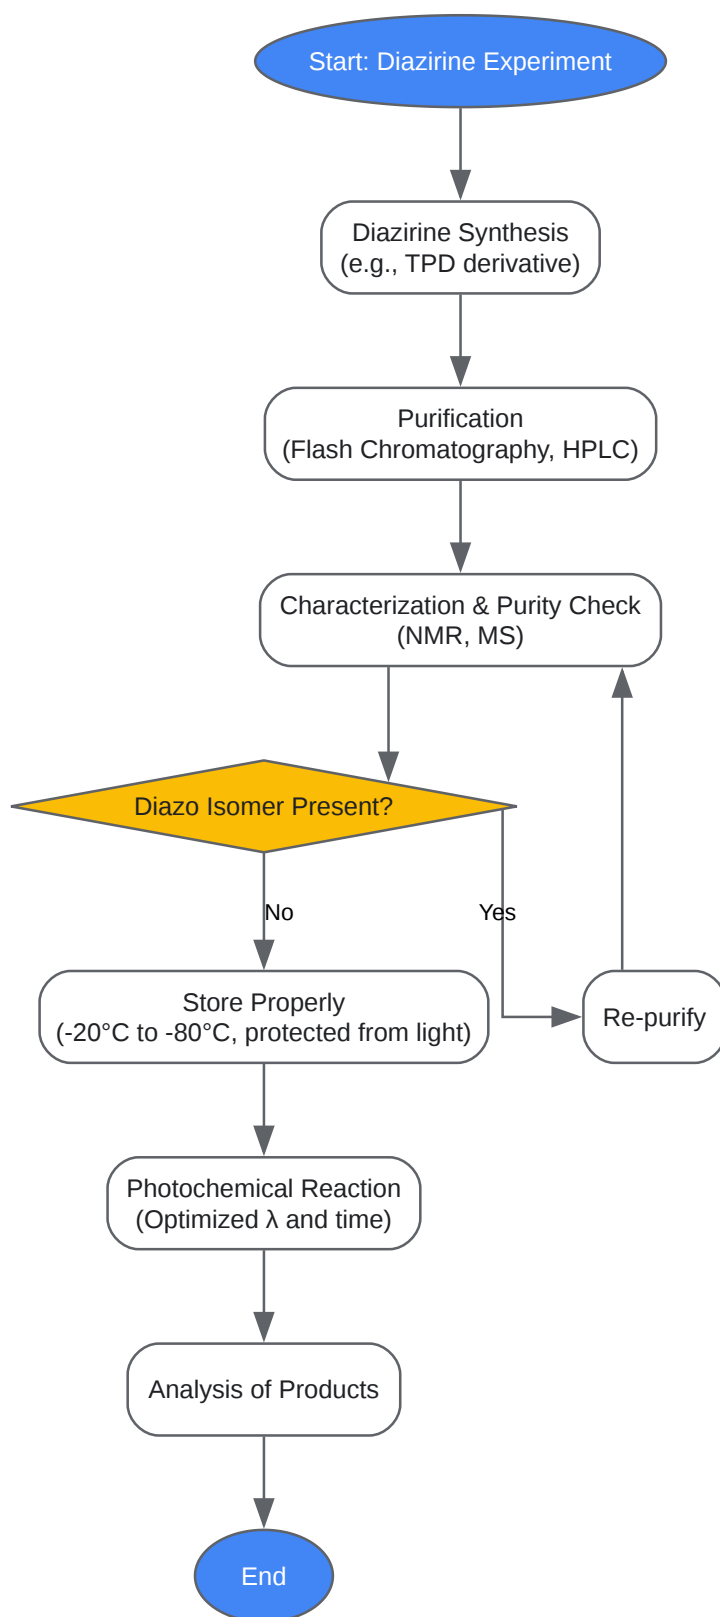 Start: Diazirine Experiment
Diazirine Synthesis
(e.g., TPD derivative)
Purification
(Flash Chromatography, HPLC)
Characterization & Purity Check
(NMR, MS)
Diazo Isomer Present?
No
Yes
Store Properly
(-20°C to -80°C, protected from light)
Re-purify
Photochemical Reaction
(Optimized λ and time)
Analysis of Products
End